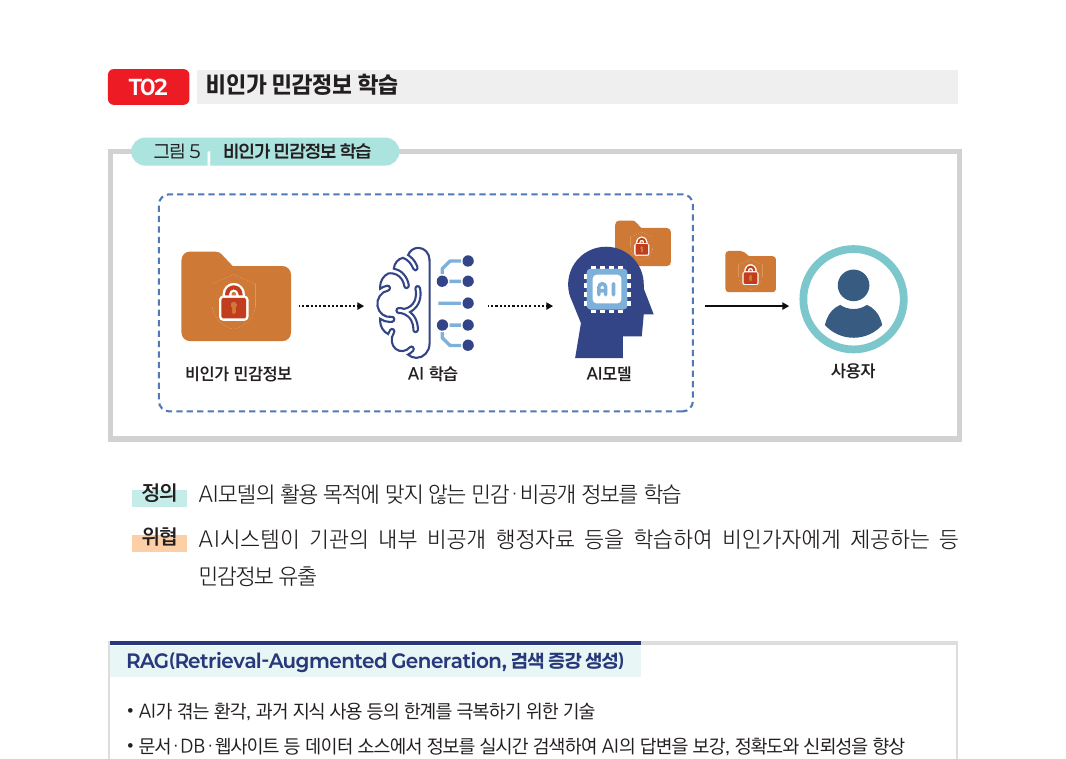 T02 비인가 민감정보 학습
그림 5 비인가 민감정보 학습
AI
비인가 민감정보
AI 학습
AI모델
사용자
정의 AI모델의 활용 목적에 맞지 않는 민감·비공개 정보를 학습
위협 AI시스템이 기관의 내부 비공개 행정자료 등을 학습하여 비인가자에게 제공하는 등
민감정보 유출
RAG(Retrieval-Augmented Generation, 검색 증강 생성)
• AI가 겪는 환각, 과거 지식 사용 등의 한계를 극복하기 위한 기술
• 문서·DB·웹사이트 등 데이터 소스에서 정보를 실시간 검색하여 AI의 답변을 보강, 정확도와 신뢰성을 향상